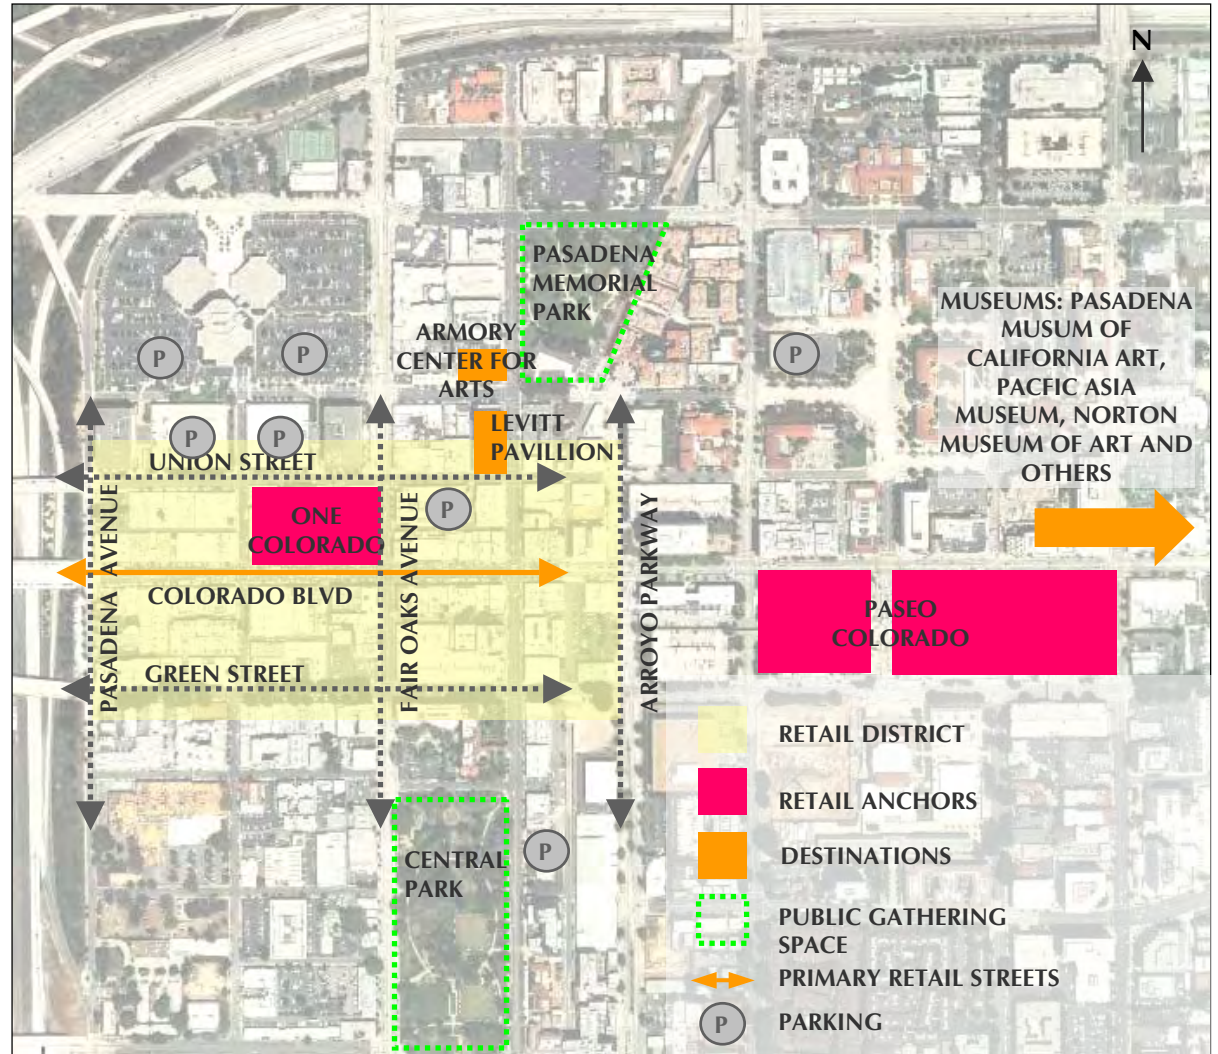 N
PASADENA
MEMORIAL
PARK
MUSEUMS: PASADENA
MUSUM OF
CALIFORNIA ART,
PACFIC ASIA
MUSEUM, NORTON
MUSEUM OF ART AND
OTHERS
ARMORY
CENTER FOR
ARTS
P
P
P
LEVITT
PAVILLION
P
P
UNION STREET
P
ONE
COLORADO
PASADENA AVENUE
FAIR OAKS AVENUE
ARROYO PARKWAY
COLORADO BLVD
PASEO
COLORADO
GREEN STREET
RETAIL DISTRICT
RETAIL ANCHORS
DESTINATIONS
CENTRAL
PARK
P
PUBLIC GATHERING
SPACE
PRIMARY RETAIL STREETS
P
PARKING